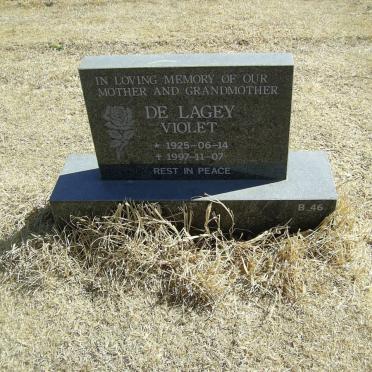 IN LOVING MEMORY OF OUR
MOTHER AND GRANDMOTHER
DE LAGEY
VIOLET
* 1925-06-14
✝ 1997-11-07
REST IN PEACE
B 46